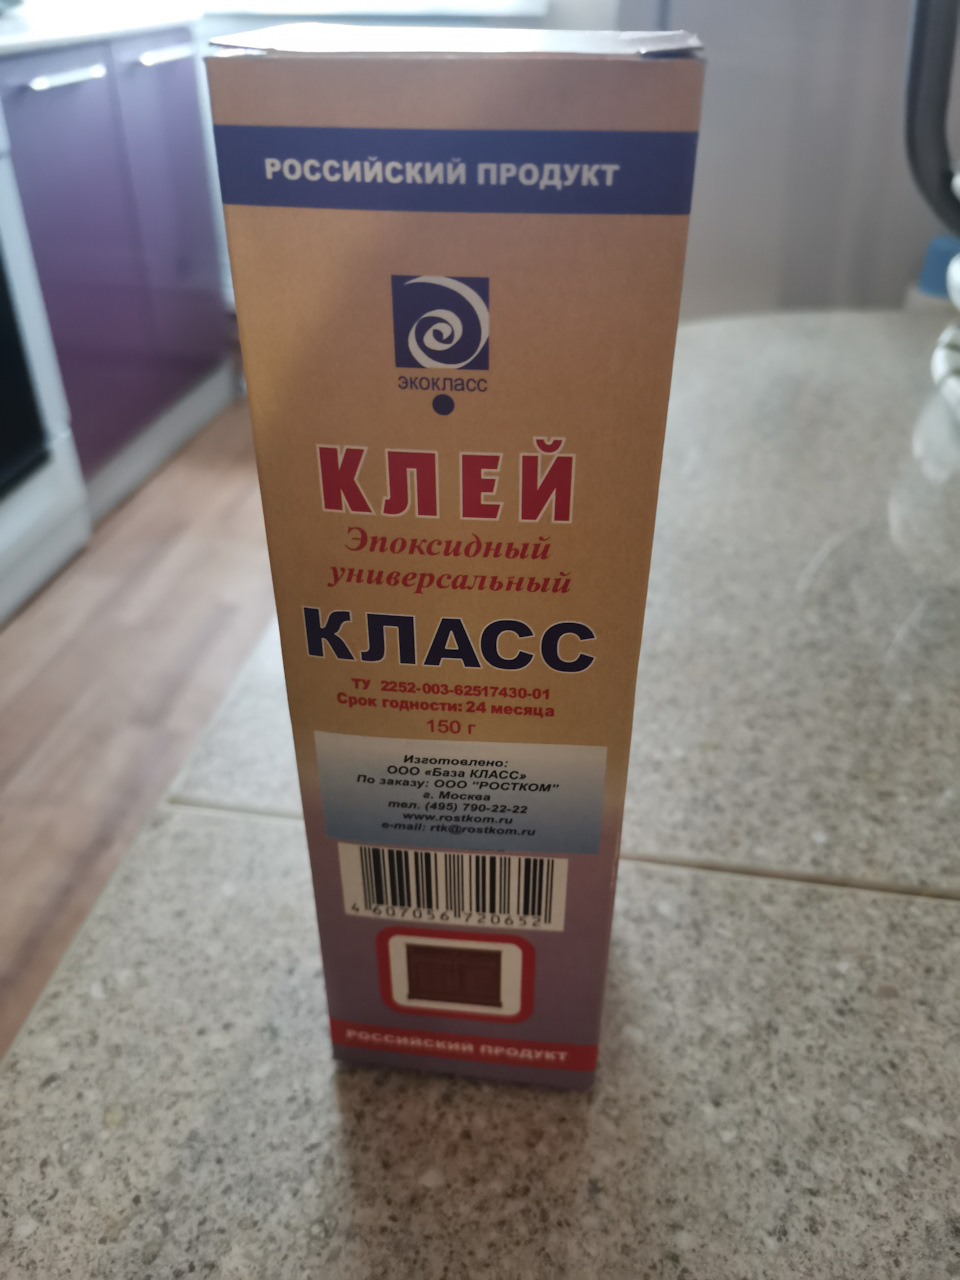 РОССИЙСКИЙ ПРОДУКТ
ЭКОКЛАСС
КЛЕЙ
Эпоксидный
универсальный
КЛАСС
ТУ 2252-003-62517430-01
Срок годности: 24 месяца
150 г
Изготовлено:
ООО «База КЛАСС»
По заказу: ООО "РОСТКОМ"
г. Москва
тел. (495) 790-22-22
www.rostkom.ru
e-mail: rtk@rostkom.ru
4 607056 720652
РОССИЙСКИЙ ПРОДУКТ